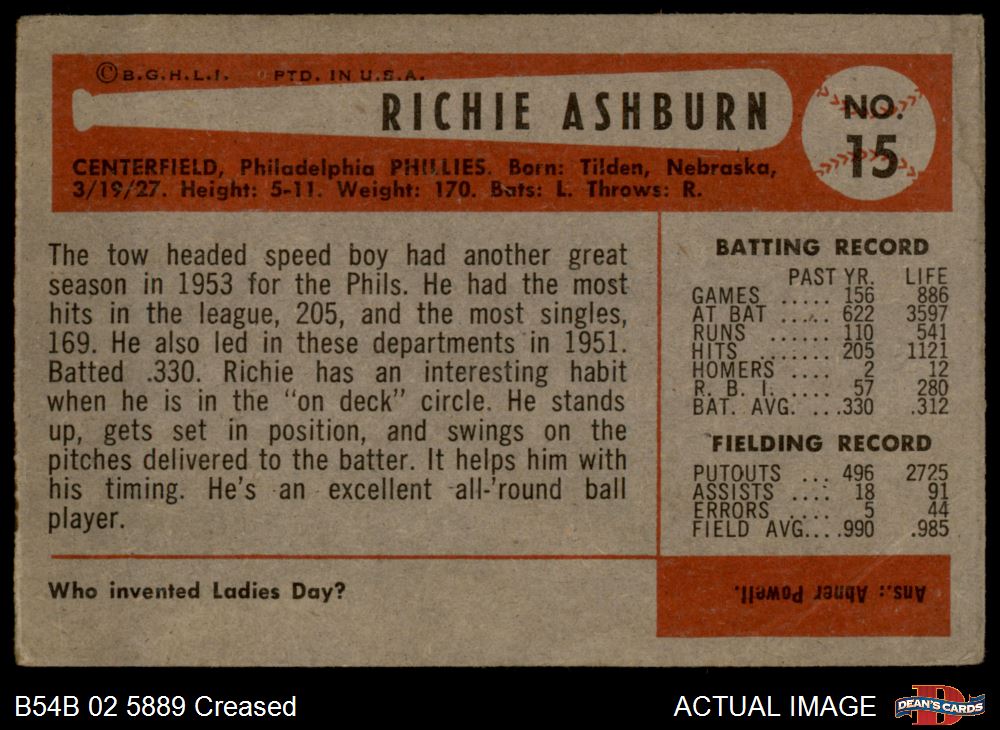 ©B.G.H.L.I. PTD. IN U.S.A.
RICHIE ASHBURN
NO.
15
CENTERFIELD, Philadelphia PHILLIES. Born: Tilden, Nebraska,
3/19/27. Height: 5-11. Weight: 170. Bats: L. Throws: R.
The tow headed speed boy had another great
season in 1953 for the Phils. He had the most
hits in the league, 205, and the most singles,
169. He also led in these departments in 1951.
Batted .330. Richie has an interesting habit
when he is in the "on deck" circle. He stands
up, gets set in position, and swings on the
pitches delivered to the batter. It helps him with
his timing. He's an excellent all-'round ball
player.
BATTING RECORD
PAST YR. LIFE
GAMES ..... 156 886
AT BAT ..... 622 3597
RUNS ...... 110 541
HITS ....... 205 1121
HOMERS .... 2 12
R. B. I. .... 57 280
BAT. AVG. ...330 .312
FIELDING RECORD
PUTOUTS ... 496 2725
ASSISTS .... 18 91
ERRORS .... 5 44
FIELD AVG... .990 .985
Who invented Ladies Day?
Ans.: Abner Powell.
B54B 02 5889 Creased
ACTUAL IMAGE
D
DEAN'S CARDS